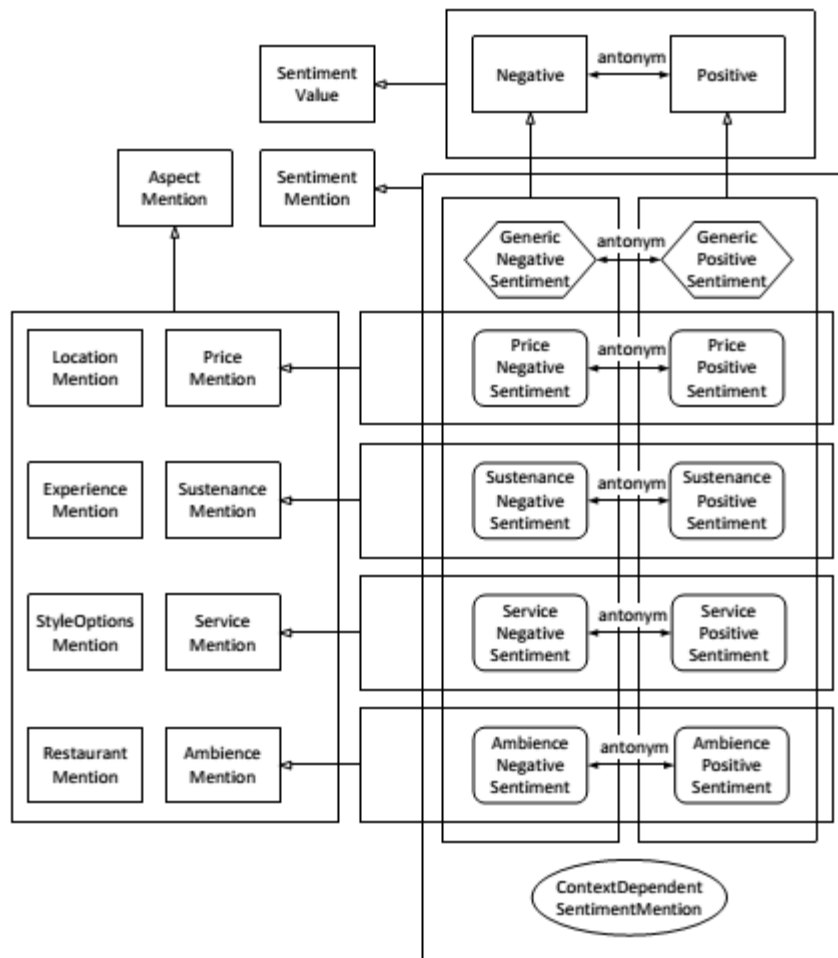 antonym
Sentiment
Value
Negative
Positive
Aspect
Mention
Sentiment
Mention
Generic
Negative
Sentiment
antonym
Generic
Positive
Sentiment
Location
Mention
Price
Mention
Price
Negative
Sentiment
antonym
Price
Positive
Sentiment
Experience
Mention
Sustenance
Mention
Sustenance
Negative
Sentiment
antonym
Sustenance
Positive
Sentiment
StyleOptions
Mention
Service
Mention
Service
Negative
Sentiment
antonym
Service
Positive
Sentiment
Restaurant
Mention
Ambience
Mention
Ambience
Negative
Sentiment
antonym
Ambience
Positive
Sentiment
ContextDependent
SentimentMention